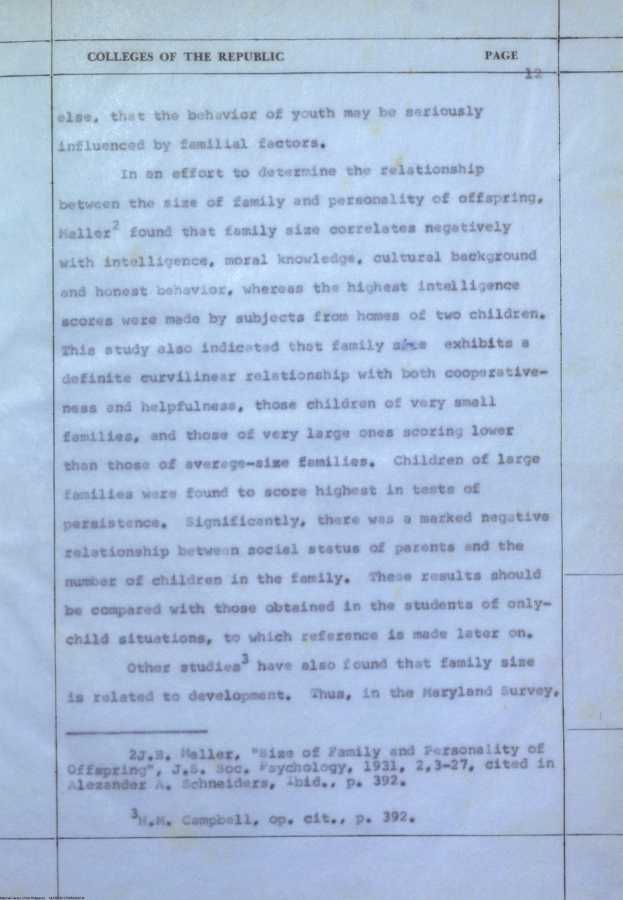 COLLEGES OF THE REPUBLIC PAGE
12
else, that the behavior of youth may be seriously
influenced by familial factors.
In an effort to determine the relationship
between the size of family and personality of offspring,
Maller2 found that family size correlates negatively
with intelligence, moral knowledge, cultural background
and honest behavior, whereas the highest intelligence
scores were made by subjects from homes of two children.
This study also indicated that family size exhibits a
definite curvilinear relationship with both cooperative-
ness and helpfulness, those children of very small
families, and those of very large ones scoring lower
than those of average-size families. Children of large
families were found to score highest in tests of
persistence. Significantly, there was a marked negative
relationship between social status of parents and the
number of children in the family. These results should
be compared with those obtained in the students of only-
child situations, to which reference is made later on.
Other studies3 have also found that family size
is related to development. Thus, in the Maryland Survey,
2J.B. Maller, "Size of Family and Personality of
Offspring", J.S. Soc. Psychology, 1931, 2,3-27, cited in
Alexander A. Schneiders, Ibid., p. 392.
3H.M. Campbell, op. cit., p. 392.